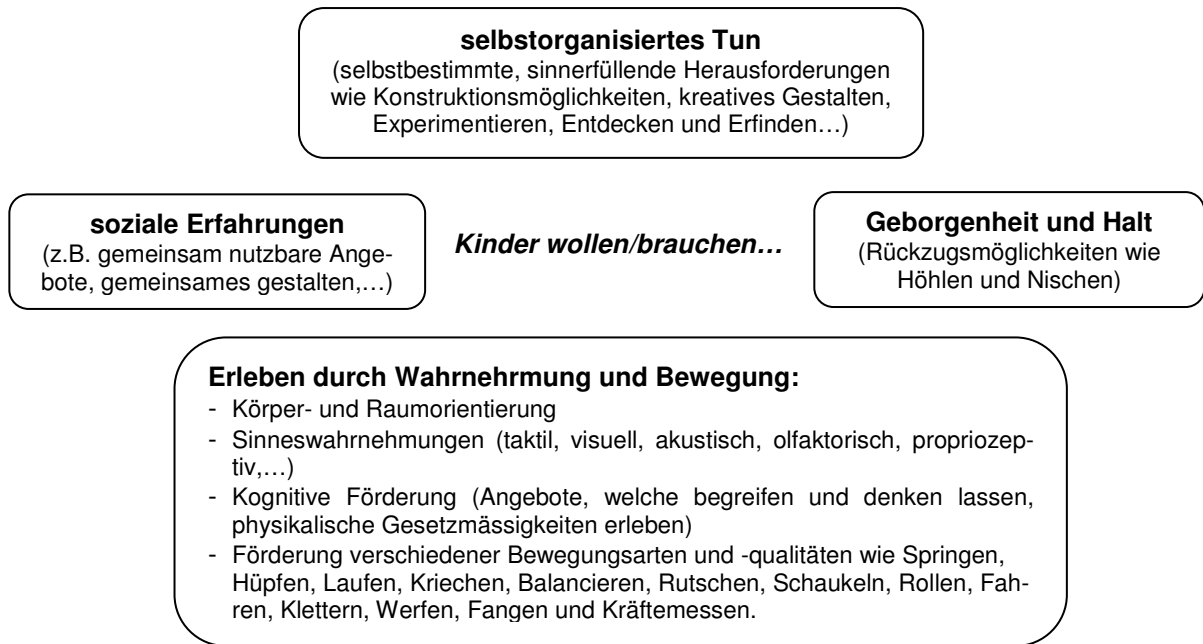 selbstorganisiertes Tun
(selbstbestimmte, sinnerfüllende Herausforderungen
wie Konstruktionsmöglichkeiten, kreatives Gestalten,
Experimentieren, Entdecken und Erfinden…)
soziale Erfahrungen
(z.B. gemeinsam nutzbare Ange-
bote, gemeinsames gestalten,…)
Kinder wollen/brauchen…
Geborgenheit und Halt
(Rückzugsmöglichkeiten wie
Höhlen und Nischen)
Erleben durch Wahrnehrmung und Bewegung:
- Körper- und Raumorientierung
- Sinneswahrnehmungen (taktil, visuell, akustisch, olfaktorisch, propriozep-
tiv,…)
- Kognitive Förderung (Angebote, welche begreifen und denken lassen,
physikalische Gesetzmässigkeiten erleben)
- Förderung verschiedener Bewegungsarten und -qualitäten wie Springen,
Hüpfen, Laufen, Kriechen, Balancieren, Rutschen, Schaukeln, Rollen, Fah-
ren, Klettern, Werfen, Fangen und Kräftemessen.